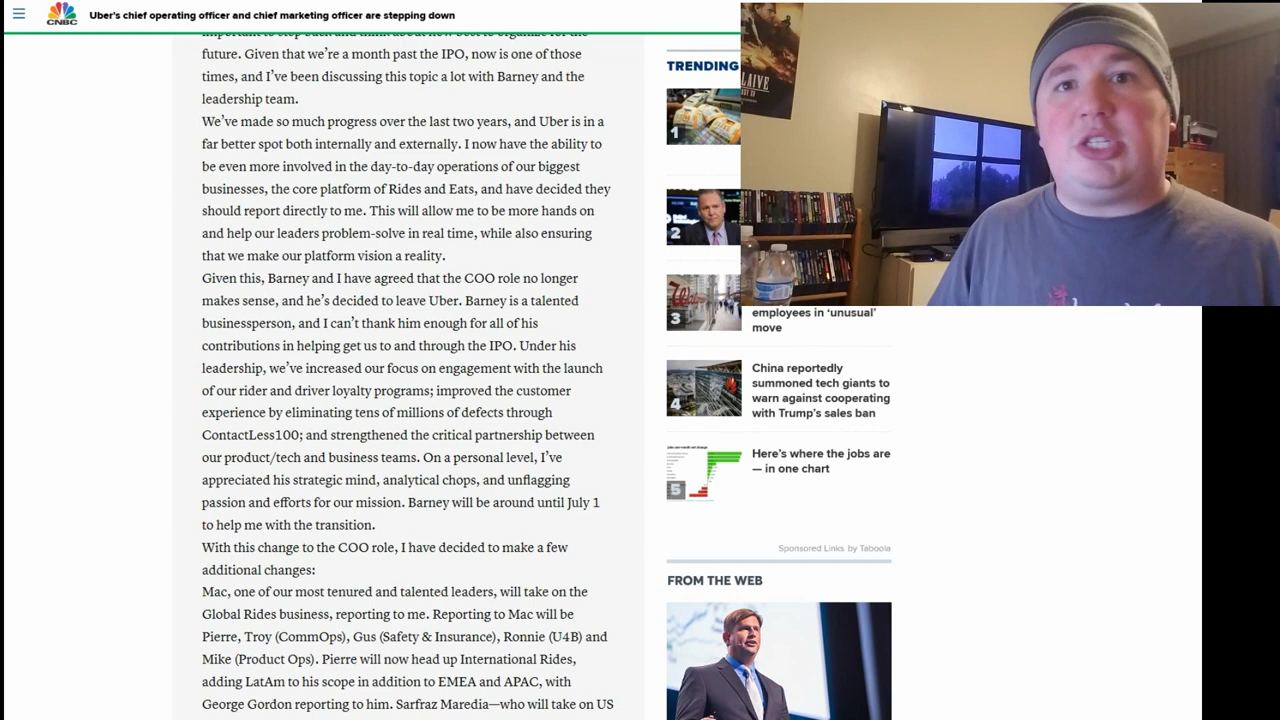 CNBC
Uber's chief operating officer and chief marketing officer are stepping down
future. Given that we're a month past the IPO, now is one of those
times, and I've been discussing this topic a lot with Barney and the
leadership team.
We've made so much progress over the last two years, and Uber is in a
far better spot both internally and externally. I now have the ability to
be even more involved in the day-to-day operations of our biggest
businesses, the core platform of Rides and Eats, and have decided they
should report directly to me. This will allow me to be more hands on
and help our leaders problem-solve in real time, while also ensuring
that we make our platform vision a reality.
Given this, Barney and I have agreed that the COO role no longer
makes sense, and he's decided to leave Uber. Barney is a talented
businessperson, and I can't thank him enough for all of his
contributions in helping get us to and through the IPO. Under his
leadership, we've increased our focus on engagement with the launch
of our rider and driver loyalty programs; improved the customer
experience by eliminating tens of millions of defects through
ContactLess100; and strengthened the critical partnership between
our product/tech and business teams. On a personal level, I've
appreciated his strategic mind, analytical chops, and unflagging
passion and efforts for our mission. Barney will be around until July 1
to help me with the transition.
With this change to the COO role, I have decided to make a few
additional changes:
Mac, one of our most tenured and talented leaders, will take on the
Global Rides business, reporting to me. Reporting to Mac will be
Pierre, Troy (CommOps), Gus (Safety & Insurance), Ronnie (U4B) and
Mike (Product Ops). Pierre will now head up International Rides,
adding LatAm to his scope in addition to EMEA and APAC, with
George Gordon reporting to him. Sarfraz Maredia—who will take on US
TRENDING
1
2
3
employees in 'unusual'
move
4
China reportedly
summoned tech giants to
warn against cooperating
with Trump's sales ban
5
Here's where the jobs are
— in one chart
Sponsored Links by Taboola
FROM THE WEB